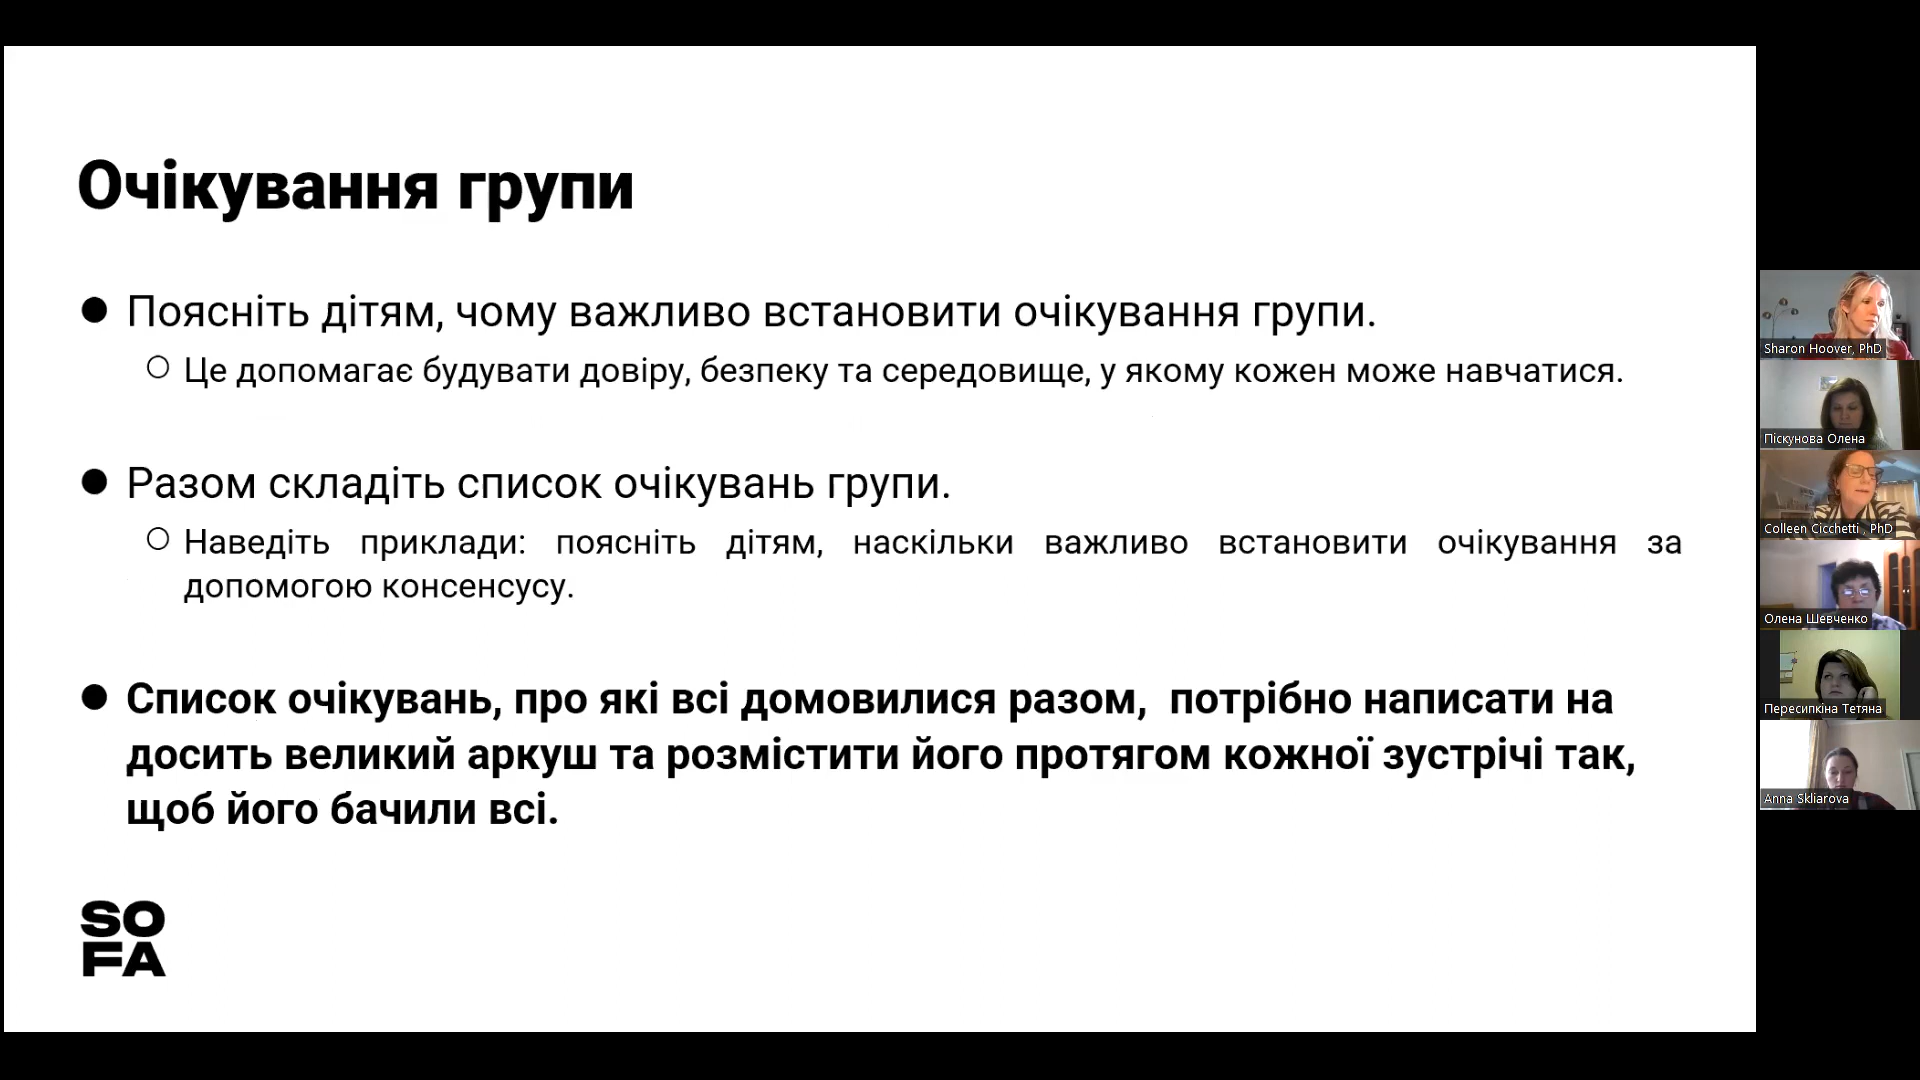 Очікування групи
Поясніть дітям, чому важливо встановити очікування групи.
Це допомагає будувати довіру, безпеку та середовище, у якому кожен може навчатися.
Разом складіть список очікувань групи.
Наведіть приклади: поясніть дітям, наскільки важливо встановити очікування за
допомогою консенсусу.
Список очікувань, про які всі домовилися разом,  потрібно написати на
досить великий аркуш та розмістити його протягом кожної зустрічі так,
щоб його бачили всі.
SO
FA
Sharon Hoover, PhD
Піскунова Олена
Colleen Cicchetti , PhD
Олена Шевченко
Пересипкіна Тетяна
Anna Skliarova